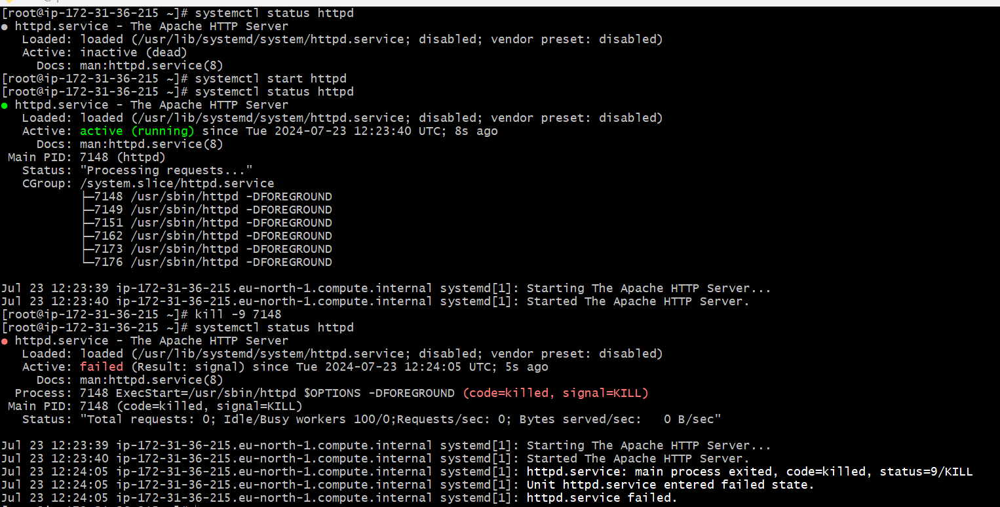 [root@ip-172-31-36-215 ~]# systemctl status httpd
● httpd.service - The Apache HTTP Server
   Loaded: loaded (/usr/lib/systemd/system/httpd.service; disabled; vendor preset: disabled)
   Active: inactive (dead)
     Docs: man:httpd.service(8)
[root@ip-172-31-36-215 ~]# systemctl start httpd
[root@ip-172-31-36-215 ~]# systemctl status httpd
● httpd.service - The Apache HTTP Server
   Loaded: loaded (/usr/lib/systemd/system/httpd.service; disabled; vendor preset: disabled)
   Active: active (running) since Tue 2024-07-23 12:23:40 UTC; 8s ago
     Docs: man:httpd.service(8)
 Main PID: 7148 (httpd)
   Status: "Processing requests..."
   CGroup: /system.slice/httpd.service
           ├─7148 /usr/sbin/httpd -DFOREGROUND
           ├─7149 /usr/sbin/httpd -DFOREGROUND
           ├─7151 /usr/sbin/httpd -DFOREGROUND
           ├─7162 /usr/sbin/httpd -DFOREGROUND
           ├─7173 /usr/sbin/httpd -DFOREGROUND
           └─7176 /usr/sbin/httpd -DFOREGROUND

Jul 23 12:23:39 ip-172-31-36-215.eu-north-1.compute.internal systemd[1]: Starting The Apache HTTP Server...
Jul 23 12:23:40 ip-172-31-36-215.eu-north-1.compute.internal systemd[1]: Started The Apache HTTP Server.
[root@ip-172-31-36-215 ~]# kill -9 7148
[root@ip-172-31-36-215 ~]# systemctl status httpd
● httpd.service - The Apache HTTP Server
   Loaded: loaded (/usr/lib/systemd/system/httpd.service; disabled; vendor preset: disabled)
   Active: failed (Result: signal) since Tue 2024-07-23 12:24:05 UTC; 5s ago
     Docs: man:httpd.service(8)
  Process: 7148 ExecStart=/usr/sbin/httpd $OPTIONS -DFOREGROUND (code=killed, signal=KILL)
 Main PID: 7148 (code=killed, signal=KILL)
   Status: "Total requests: 0; Idle/Busy workers 100/0;Requests/sec: 0; Bytes served/sec:   0 B/sec"

Jul 23 12:23:39 ip-172-31-36-215.eu-north-1.compute.internal systemd[1]: Starting The Apache HTTP Server...
Jul 23 12:23:40 ip-172-31-36-215.eu-north-1.compute.internal systemd[1]: Started The Apache HTTP Server.
Jul 23 12:24:05 ip-172-31-36-215.eu-north-1.compute.internal systemd[1]: httpd.service: main process exited, code=killed, status=9/KILL
Jul 23 12:24:05 ip-172-31-36-215.eu-north-1.compute.internal systemd[1]: Unit httpd.service entered failed state.
Jul 23 12:24:05 ip-172-31-36-215.eu-north-1.compute.internal systemd[1]: httpd.service failed.